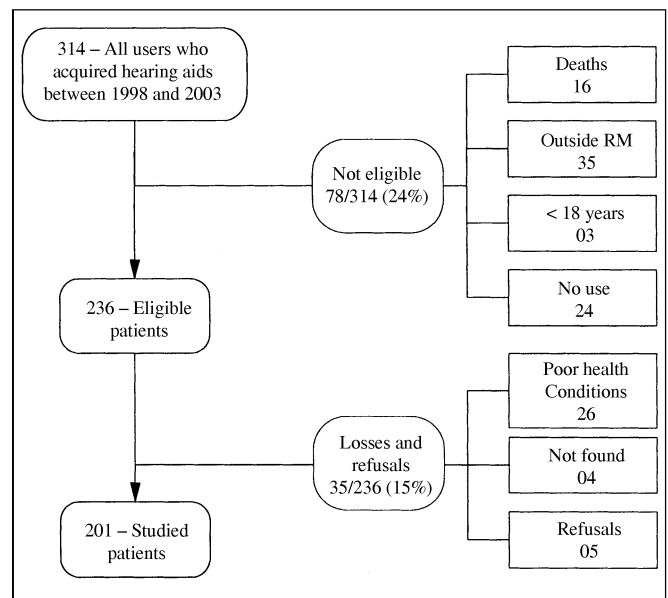 314 – All users who
acquired hearing aids
between 1998 and 2003
Deaths
16
Outside RM
35
Not eligible
78/314 (24%)
< 18 years
03
No use
24
236 – Eligible
patients
Poor health
Conditions
26
Losses and
refusals
35/236 (15%)
Not found
04
201 – Studied
patients
Refusals
05